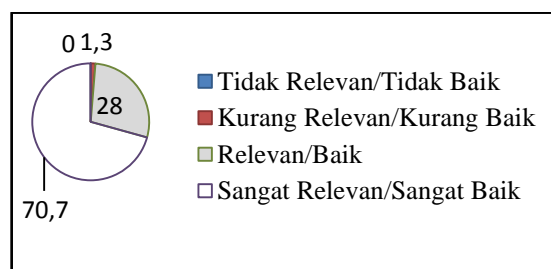 0 1,3
28
70,7
Tidak Relevan/Tidak Baik
Kurang Relevan/Kurang Baik
Relevan/Baik
Sangat Relevan/Sangat Baik